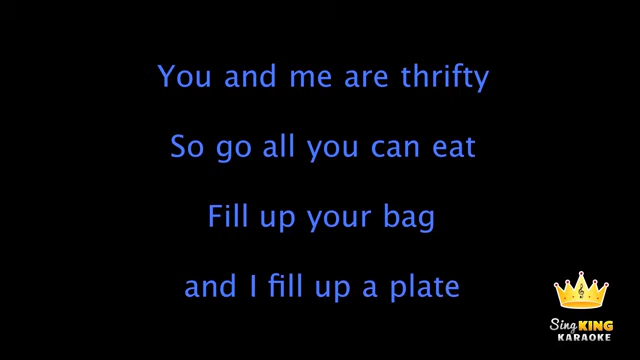 You and me are thrifty
So go all you can eat
Fill up your bag
and I fill up a plate
Sing KING
KARAOKE